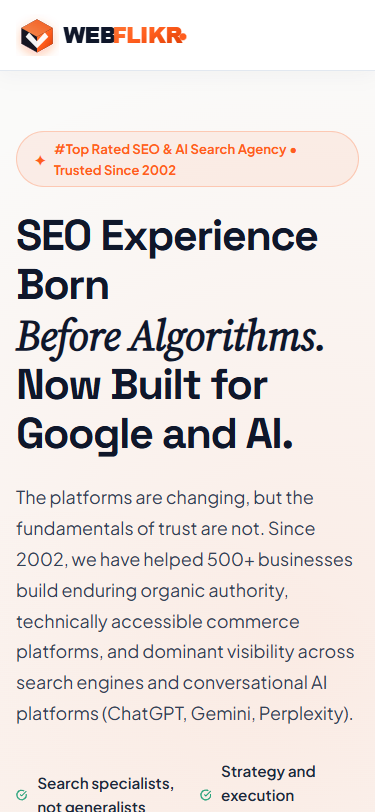 WEBFLIKR
#Top Rated SEO & AI Search Agency •
Trusted Since 2002
SEO Experience
Born
Before Algorithms.
Now Built for
Google and AI.
The platforms are changing, but the
fundamentals of trust are not. Since
2002, we have helped 500+ businesses
build enduring organic authority,
technically accessible commerce
platforms, and dominant visibility across
search engines and conversational AI
platforms (ChatGPT, Gemini, Perplexity).
Search specialists,
not generalists
Strategy and
execution